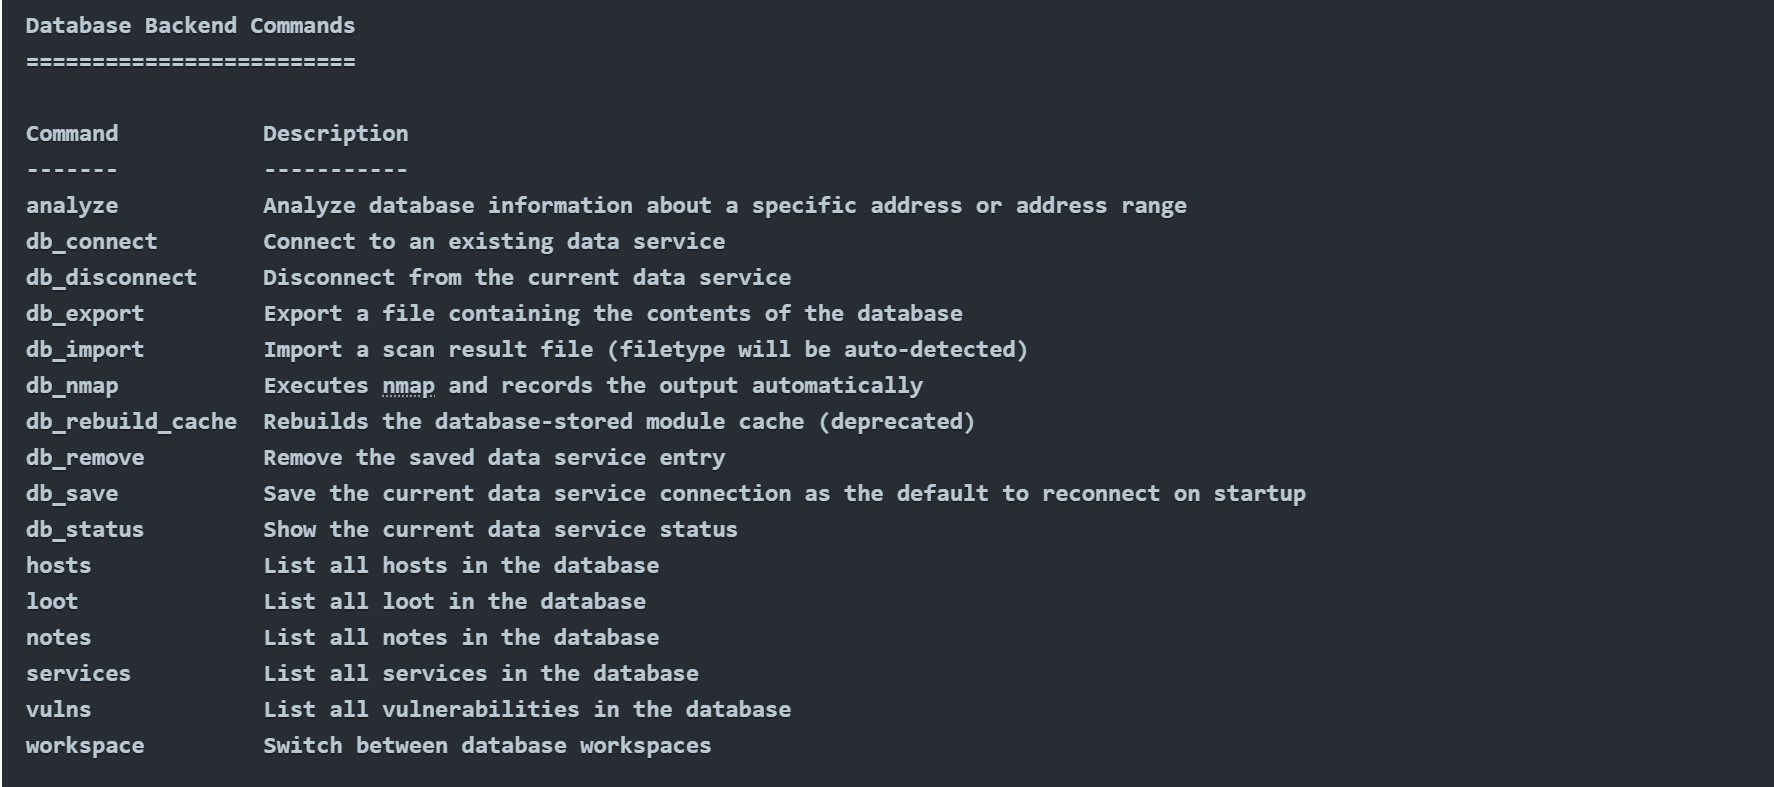 Database Backend Commands
=========================
Command           Description
-------           -----------
analyze           Analyze database information about a specific address or address range
db_connect        Connect to an existing data service
db_disconnect     Disconnect from the current data service
db_export         Export a file containing the contents of the database
db_import         Import a scan result file (filetype will be auto-detected)
db_nmap           Executes nmap and records the output automatically
db_rebuild_cache  Rebuilds the database-stored module cache (deprecated)
db_remove         Remove the saved data service entry
db_save           Save the current data service connection as the default to reconnect on startup
db_status         Show the current data service status
hosts             List all hosts in the database
loot              List all loot in the database
notes             List all notes in the database
services          List all services in the database
vulns             List all vulnerabilities in the database
workspace         Switch between database workspaces